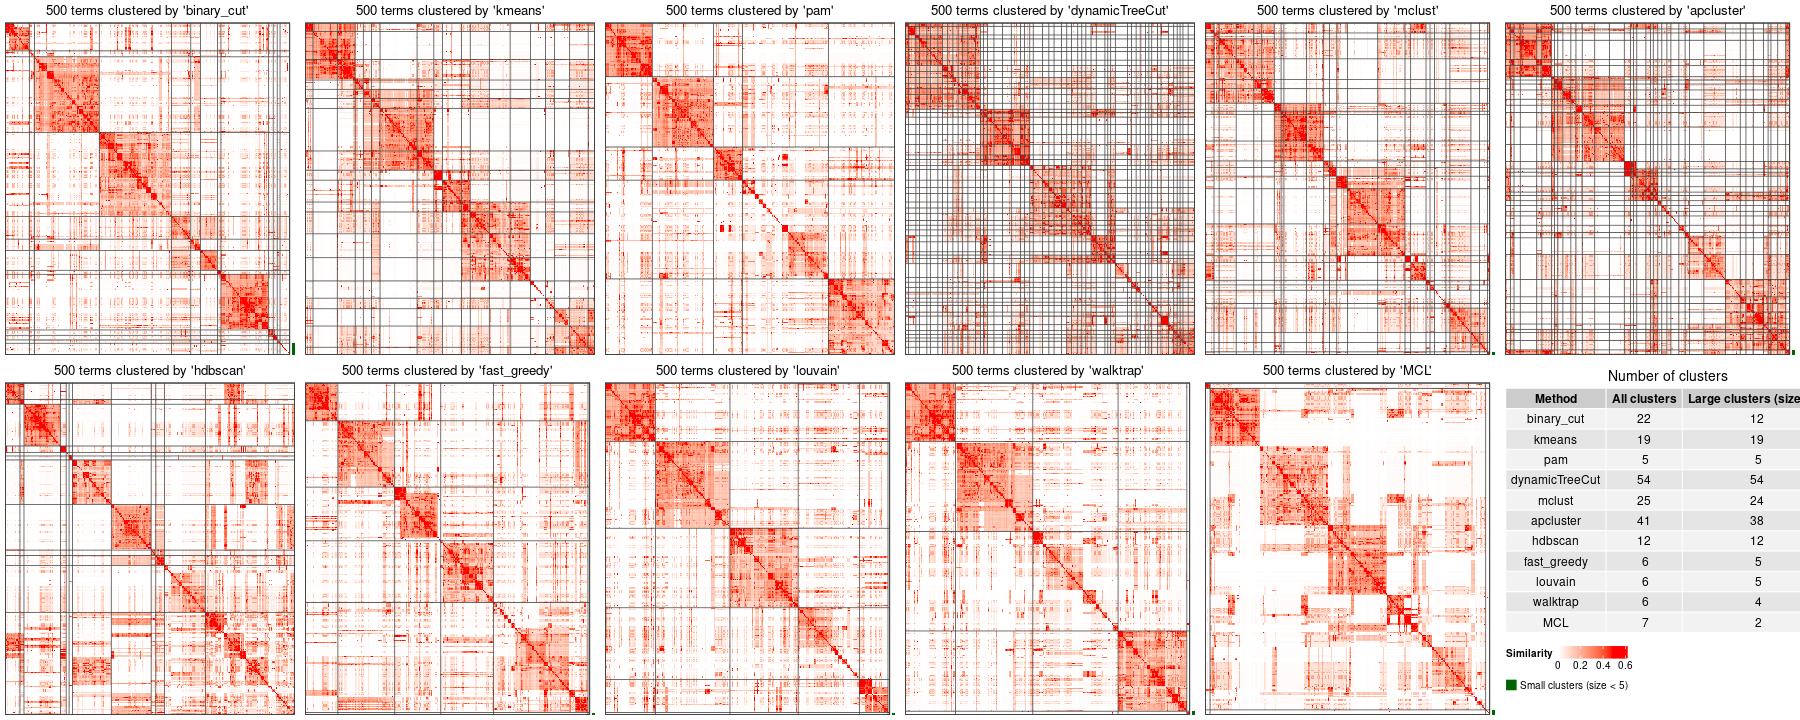 500 terms clustered by 'binary_cut'
500 terms clustered by 'kmeans'
500 terms clustered by 'pam'
500 terms clustered by 'dynamicTreeCut'
500 terms clustered by 'mclust'
500 terms clustered by 'apcluster'
500 terms clustered by 'hdbscan'
500 terms clustered by 'fast_greedy'
500 terms clustered by 'louvain'
500 terms clustered by 'walktrap'
500 terms clustered by 'MCL'
Number of clusters
Method All clusters Large clusters (size
binary_cut 22 12
kmeans 19 19
pam 5 5
dynamicTreeCut 54 54
mclust 25 24
apcluster 41 38
hdbscan 12 12
fast_greedy 6 5
louvain 6 5
walktrap 6 4
MCL 7 2
Similarity
0 0.2 0.4 0.6
Small clusters (size < 5)